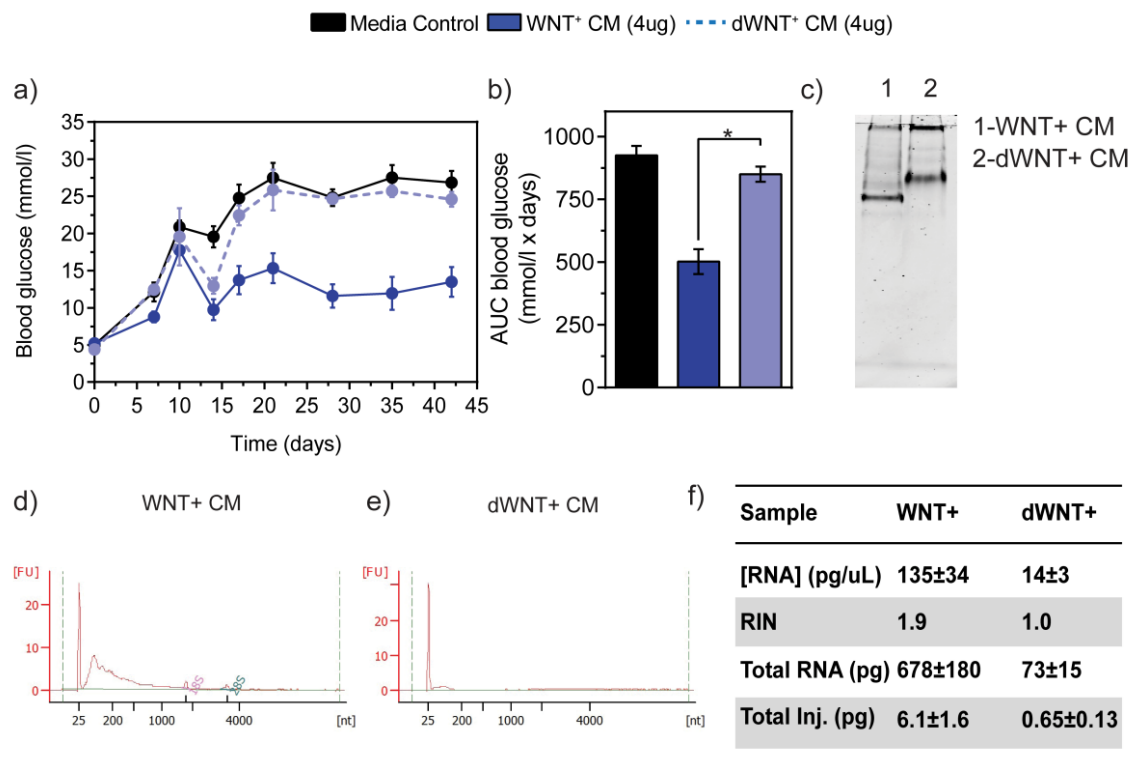 Media Control WNT⁺ CM (4ug) dWNT⁺ CM (4ug)
a)
35
30
25
20
15
10
5
0
Blood glucose (mmol/l)
0 5 10 15 20 25 30 35 40 45
Time (days)
b)
*
1000
750
500
250
0
AUC blood glucose
(mmol/l x days)
c)
1 2
1-WNT+ CM
2-dWNT+ CM
d) WNT+ CM
[FU]
20
10
0
18S
28S
25 200 1000 4000 [nt]
e) dWNT+ CM
[FU]
20
10
0
25 200 1000 4000 [nt]
f)
Sample WNT+ dWNT+
[RNA] (pg/uL) 135±34 14±3
RIN 1.9 1.0
Total RNA (pg) 678±180 73±15
Total Inj. (pg) 6.1±1.6 0.65±0.13